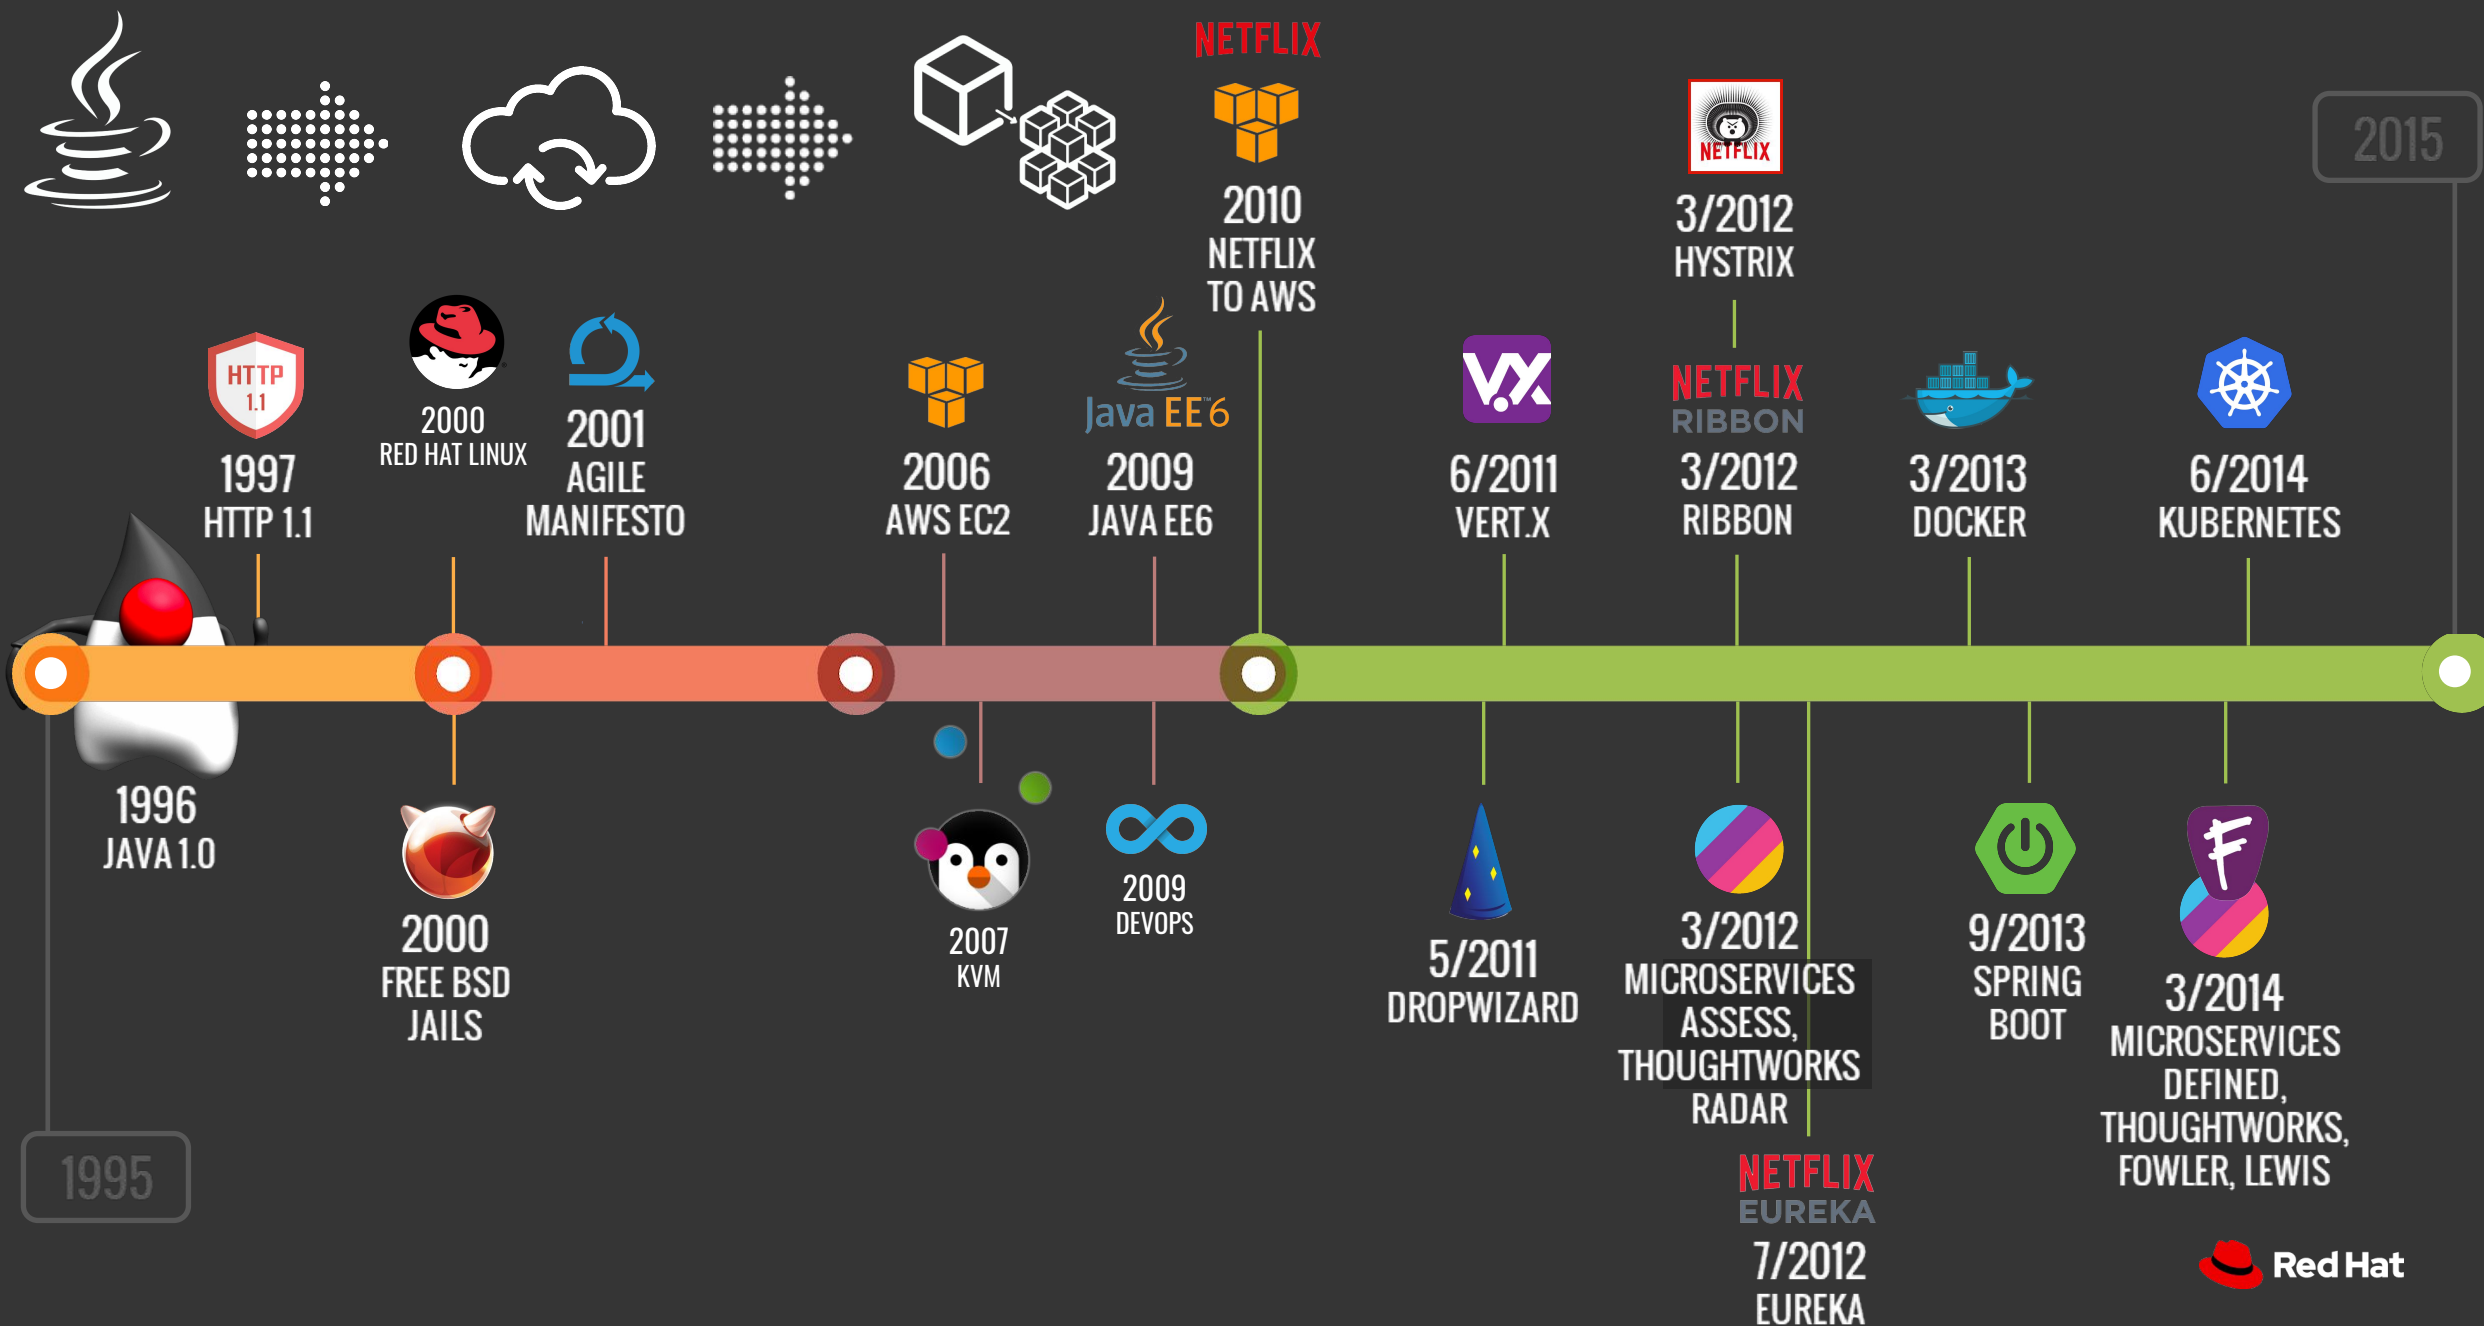 NETFLIX
2010
NETFLIX
TO AWS
NETFLIX
3/2012
HYSTRIX
2015
HTTP
1.1
1997
HTTP 1.1
2000
RED HAT LINUX
2001
AGILE
MANIFESTO
2006
AWS EC2
Java EE™6
2009
JAVA EE6
V.X
6/2011
VERT.X
NETFLIX
RIBBON
3/2012
RIBBON
3/2013
DOCKER
6/2014
KUBERNETES
1996
JAVA 1.0
2000
FREE BSD
JAILS
2007
KVM
2009
DEVOPS
5/2011
DROPWIZARD
3/2012
MICROSERVICES
ASSESS,
THOUGHTWORKS
RADAR
NETFLIX
EUREKA
7/2012
EUREKA
9/2013
SPRING
BOOT
F
3/2014
MICROSERVICES
DEFINED,
THOUGHTWORKS,
FOWLER, LEWIS
1995
Red Hat